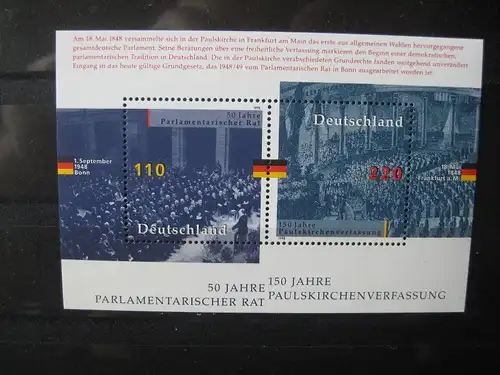 Am 18. Mai 1848 versammelte sich in der Paulskirche in Frankfurt am Main das erste aus allgemeinen Wahlen hervorgegangene
gesamtdeutsche Parlament. Seine Beratungen über eine freiheitliche Verfassung markieren den Beginn einer demokratischen,
parlamentarischen Tradition in Deutschland. Die in der Paulskirche verabschiedeten Grundrechte fanden weitgehend unverändert
Eingang in das heute gültige Grundgesetz, das 1948/49 vom Parlamentarischen Rat in Bonn ausgearbeitet worden ist.
50 Jahre
Parlamentarischer Rat
Deutschland
1. September
1948
Bonn
110
220
18. Mai
1848
Frankfurt a.M.
Deutschland
150 Jahre
Paulskirchenverfassung
50 JAHRE
PARLAMENTARISCHER RAT
150 JAHRE
PAULSKIRCHENVERFASSUNG